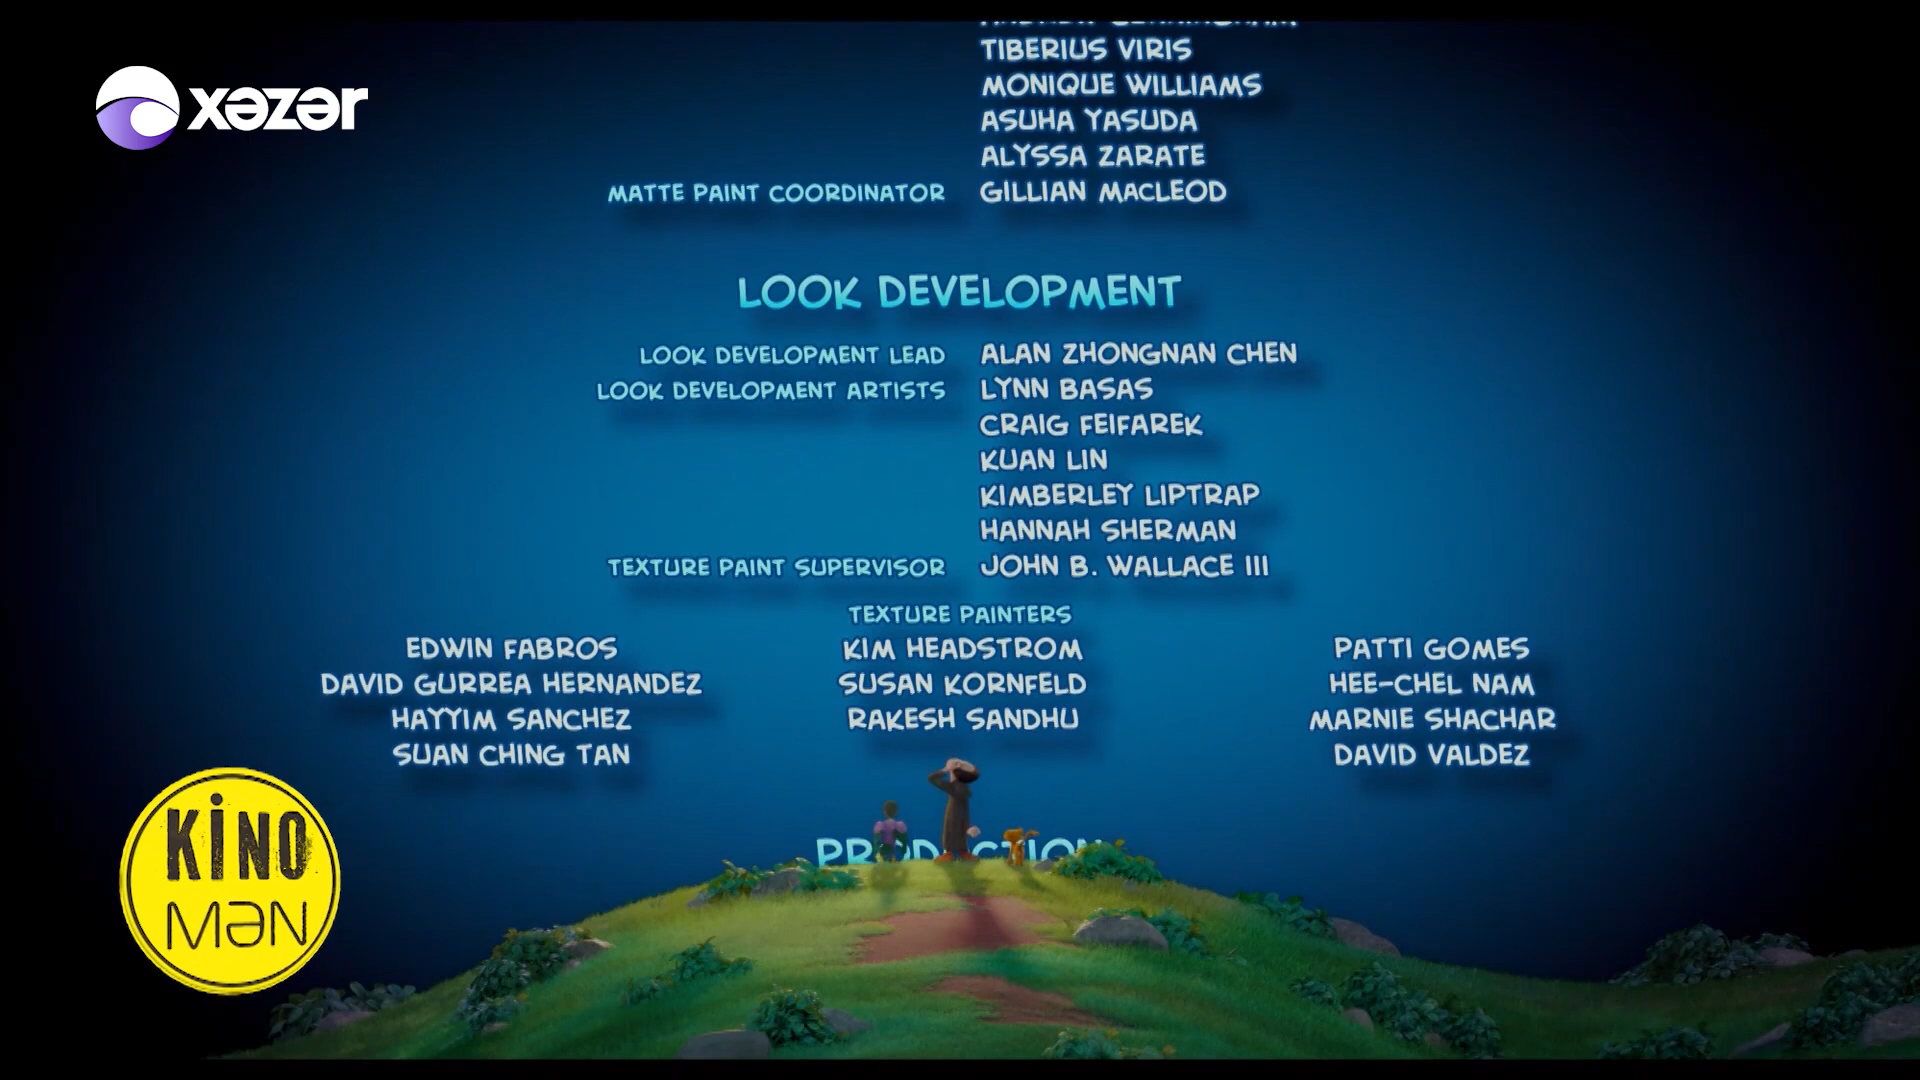 TIBERIUS VIRIS
MONIQUE WILLIAMS
xəzər
ASUHA YASUDA
ALYSSA ZARATE
MATTE PAINT COORDINATOR GILLIAN MACLEOD
LOOK DEVELOPMENT
LOOK DEVELOPMENT LEAD ALAN ZHONGNAN CHEN
LOOK DEVELOPMENT ARTISTS LYNN BASAS
CRAIG FEIFAREK
KUAN LIN
KIMBERLEY LIPTRAP
HANNAH SHERMAN
TEXTURE PAINT SUPERVISOR JOHN B. WALLACE III
TEXTURE PAINTERS
EDWIN FABROS KIM HEADSTROM PATTI GOMES
DAVID GURREA HERNANDEZ SUSAN KORNFELD HEE-CHEL NAM
HAYYIM SANCHEZ RAKESH SANDHU MARNIE SHACHAR
SUAN CHING TAN DAVID VALDEZ
PRODUCTION
KİNO
MəN